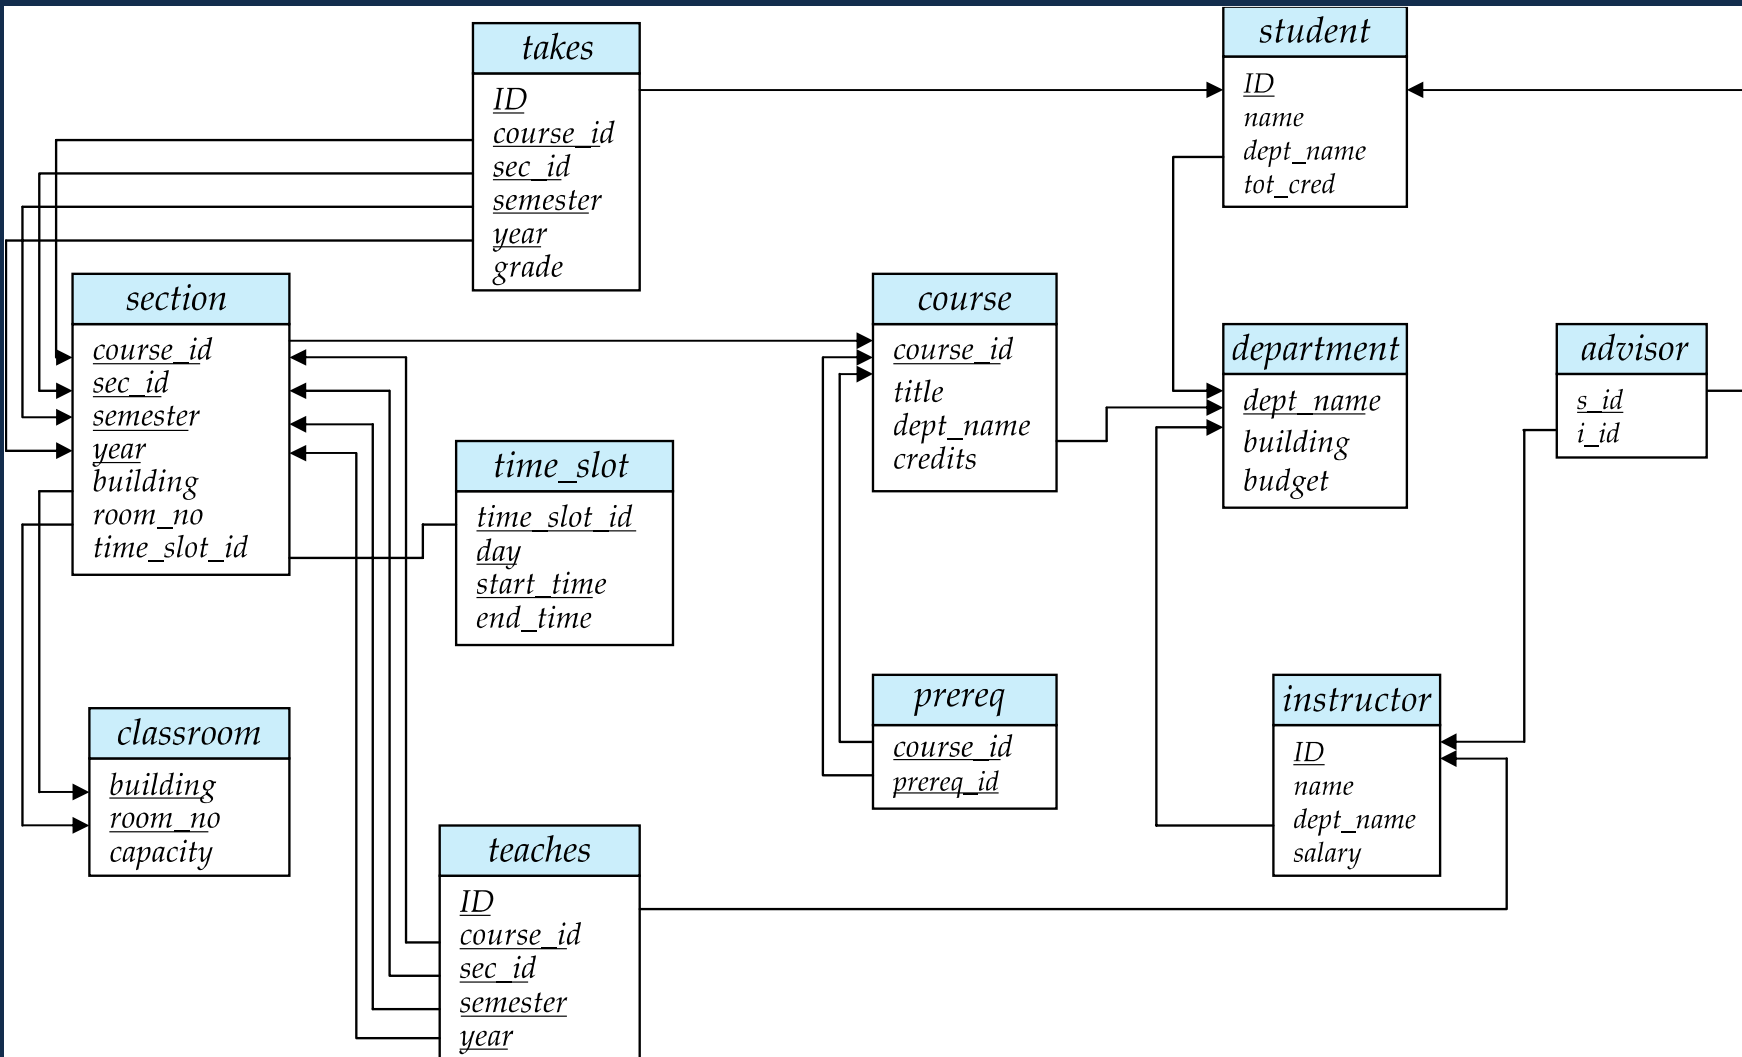 takes
ID
course_id
sec_id
semester
year
grade
student
ID
name
dept_name
tot_cred
section
course_id
sec_id
semester
year
building
room_no
time_slot_id
course
course_id
title
dept_name
credits
department
dept_name
building
budget
advisor
s_id
i_id
time_slot
time_slot_id
day
start_time
end_time
prereq
course_id
prereq_id
instructor
ID
name
dept_name
salary
classroom
building
room_no
capacity
teaches
ID
course_id
sec_id
semester
year